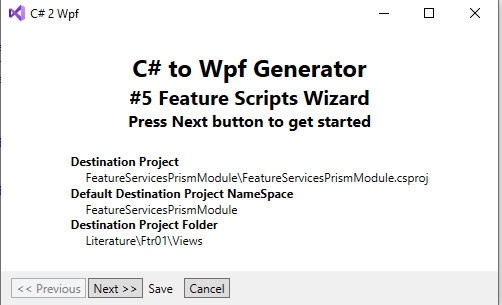 C# 2 Wpf
C# to Wpf Generator
#5 Feature Scripts Wizard
Press Next button to get started
Destination Project
FeatureServicesPrismModule\FeatureServicesPrismModule.csproj
Default Destination Project NameSpace
FeatureServicesPrismModule
Destination Project Folder
Literature\Ftr01\Views
<< Previous Next >> Save Cancel